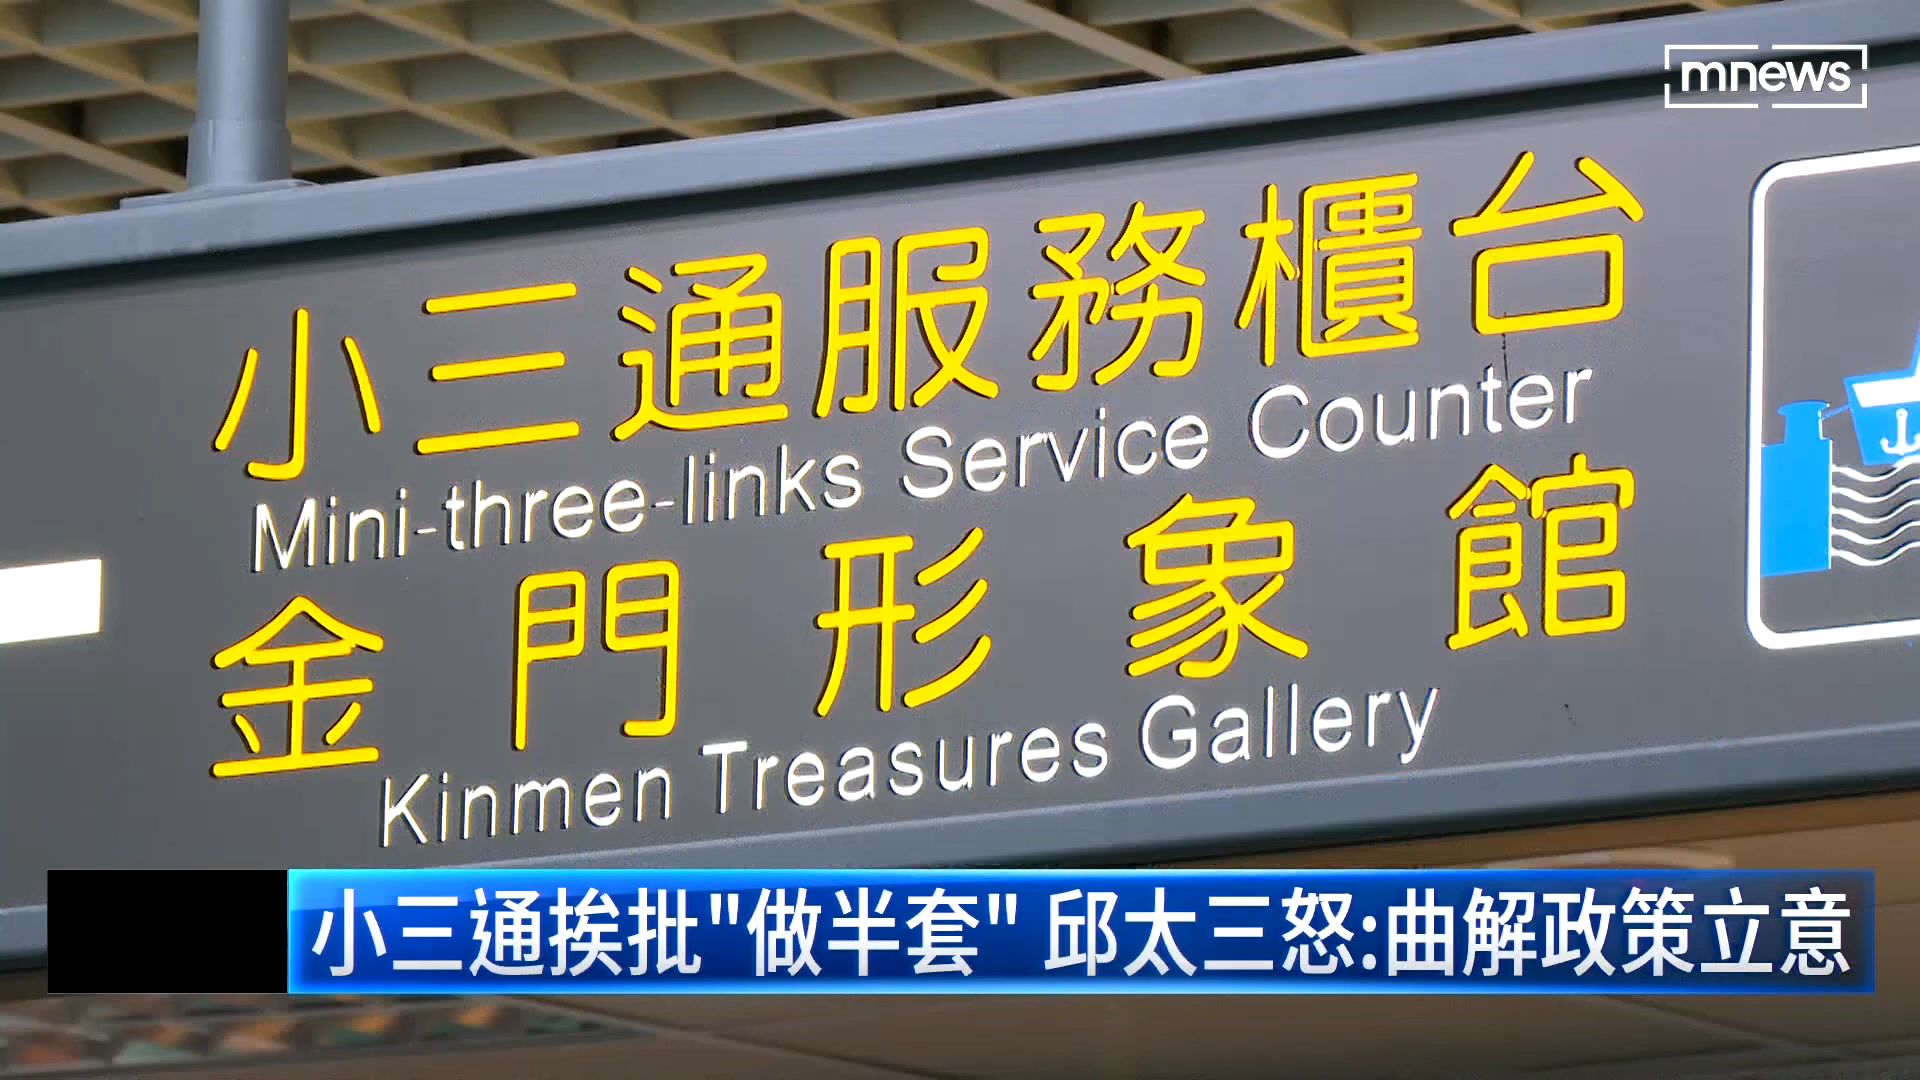 mnews
小三通服務櫃台
Mini-three-links Service Counter
金門形象館
Kinmen Treasures Gallery
小三通挨批"做半套" 邱太三怒:曲解政策立意